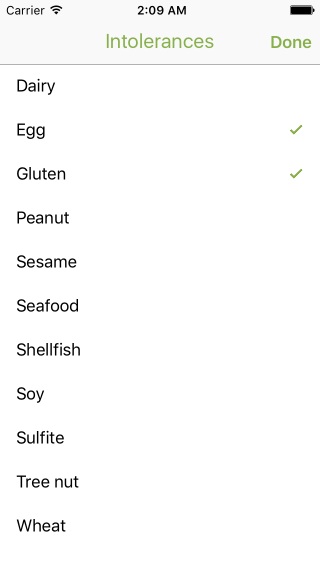 Carrier 2:09 AM
Intolerances Done
Dairy
Egg
Gluten
Peanut
Sesame
Seafood
Shellfish
Soy
Sulfite
Tree nut
Wheat